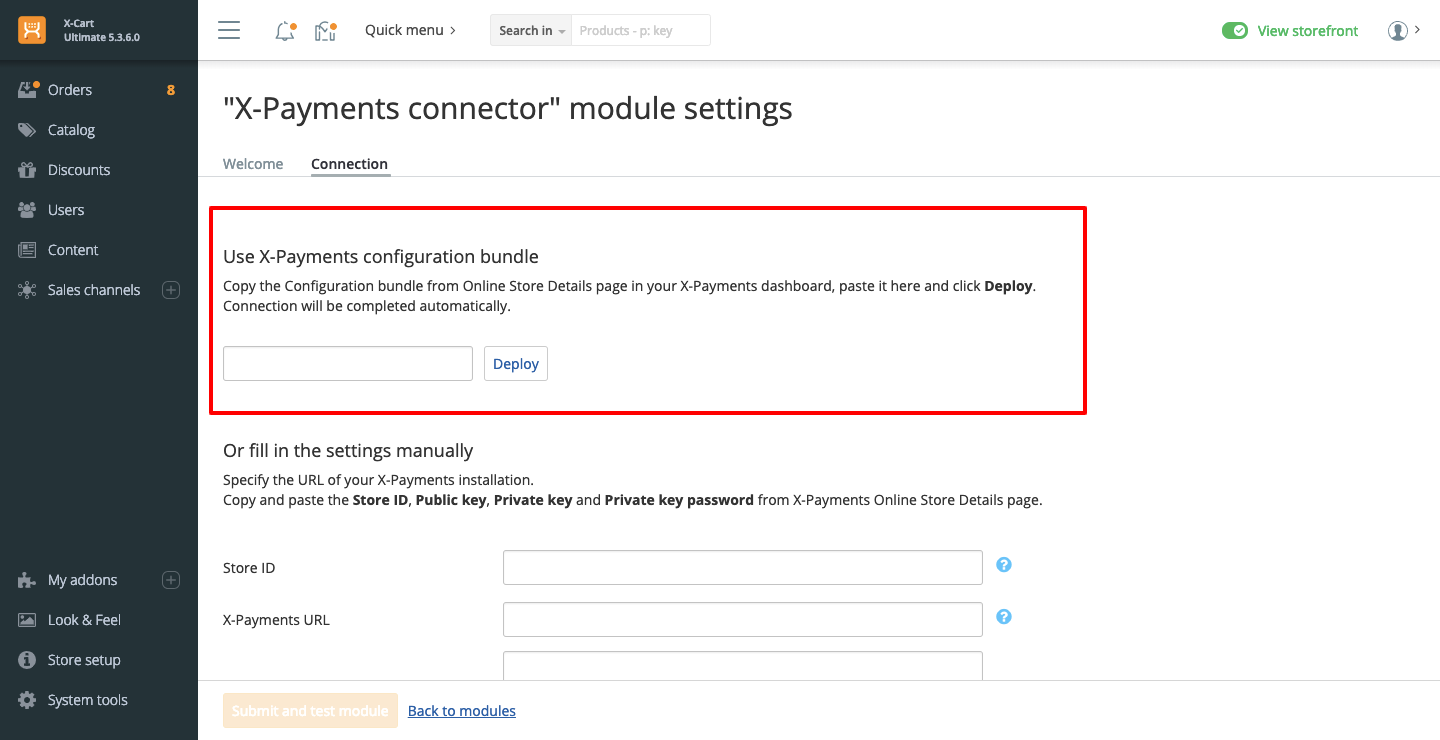 X-Cart
Ultimate 5.3.6.0
Quick menu
Search in
Products - p: key
View storefront
Orders
8
Catalog
Discounts
Users
Content
Sales channels
My addons
Look & Feel
Store setup
System tools
"X-Payments connector" module settings
Welcome
Connection
Use X-Payments configuration bundle
Copy the Configuration bundle from Online Store Details page in your X-Payments dashboard, paste it here and click Deploy.
Connection will be completed automatically.
Deploy
Or fill in the settings manually
Specify the URL of your X-Payments installation.
Copy and paste the Store ID, Public key, Private key and Private key password from X-Payments Online Store Details page.
Store ID
?
X-Payments URL
?
Submit and test module
Back to modules